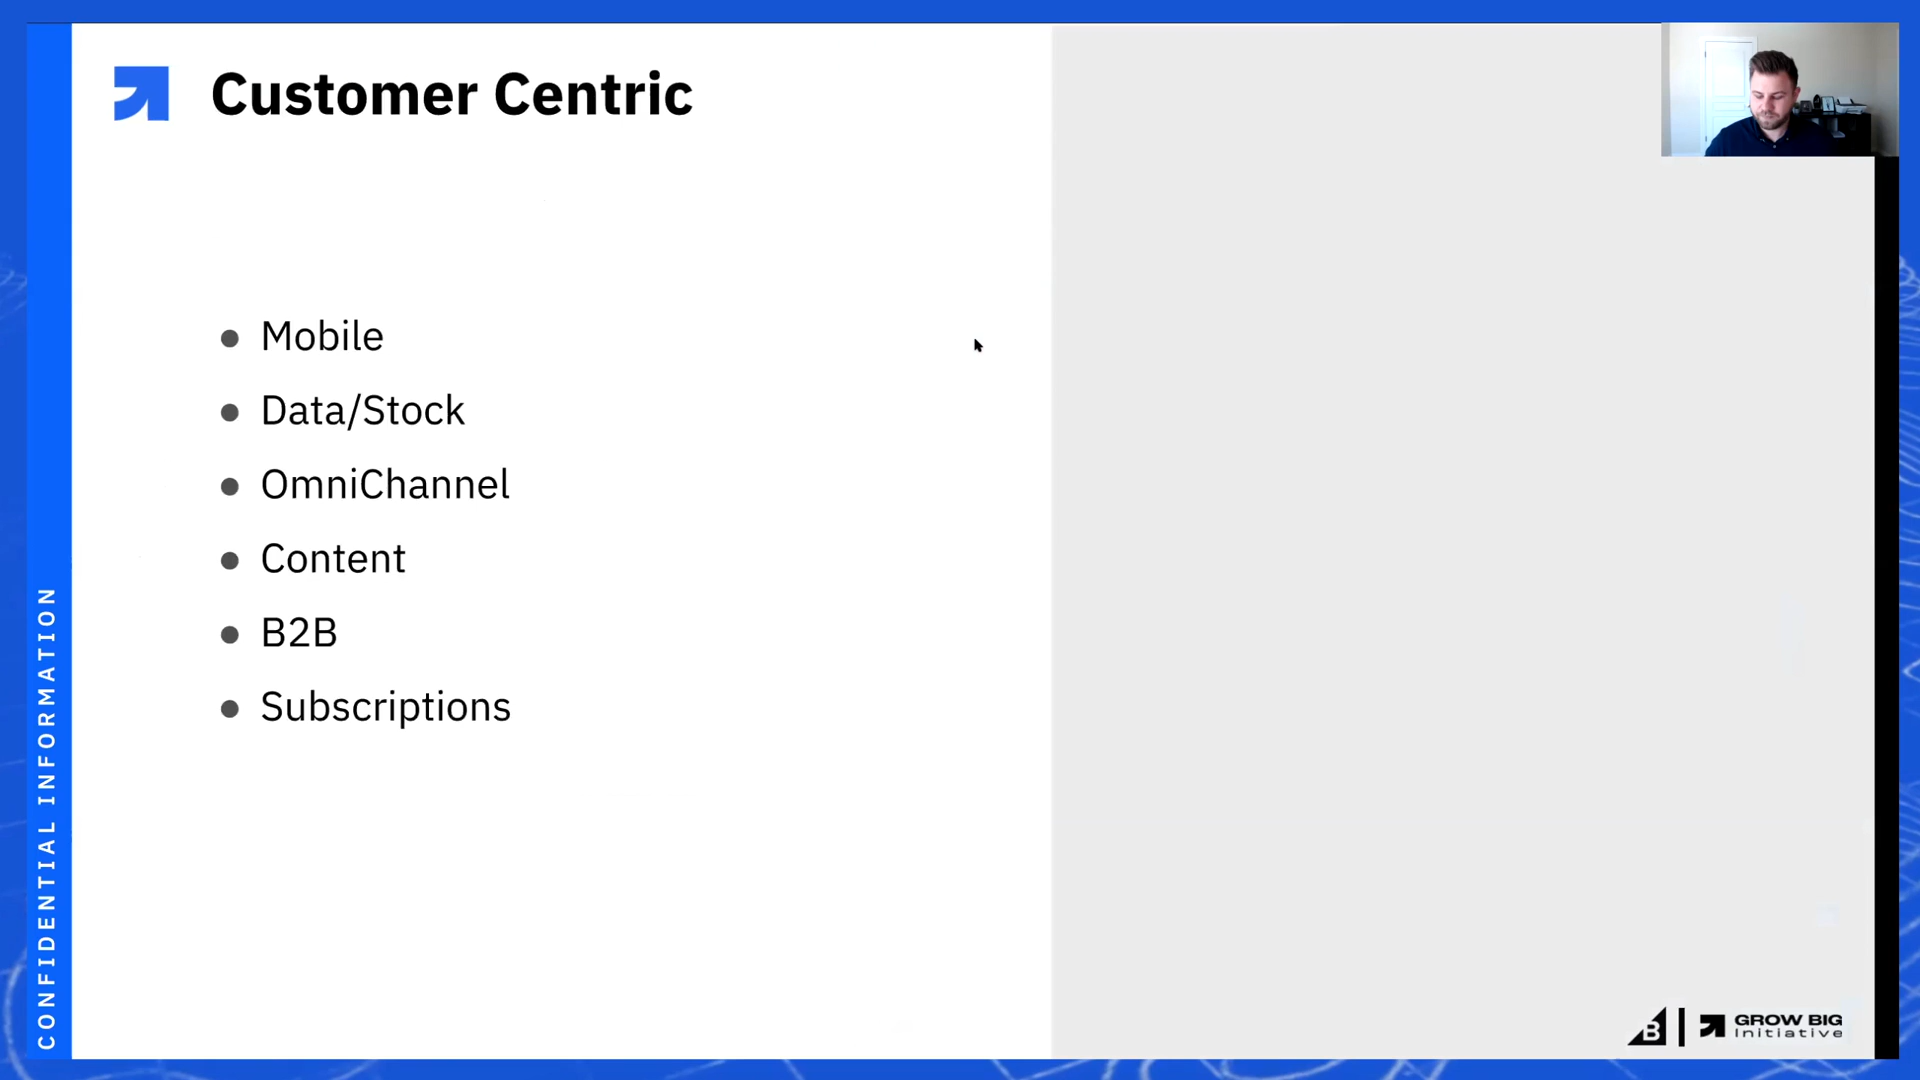 Customer Centric
Mobile
Data/Stock
OmniChannel
Content
B2B
Subscriptions
CONFIDENTIAL INFORMATION
B
GROW BIG
Initiative